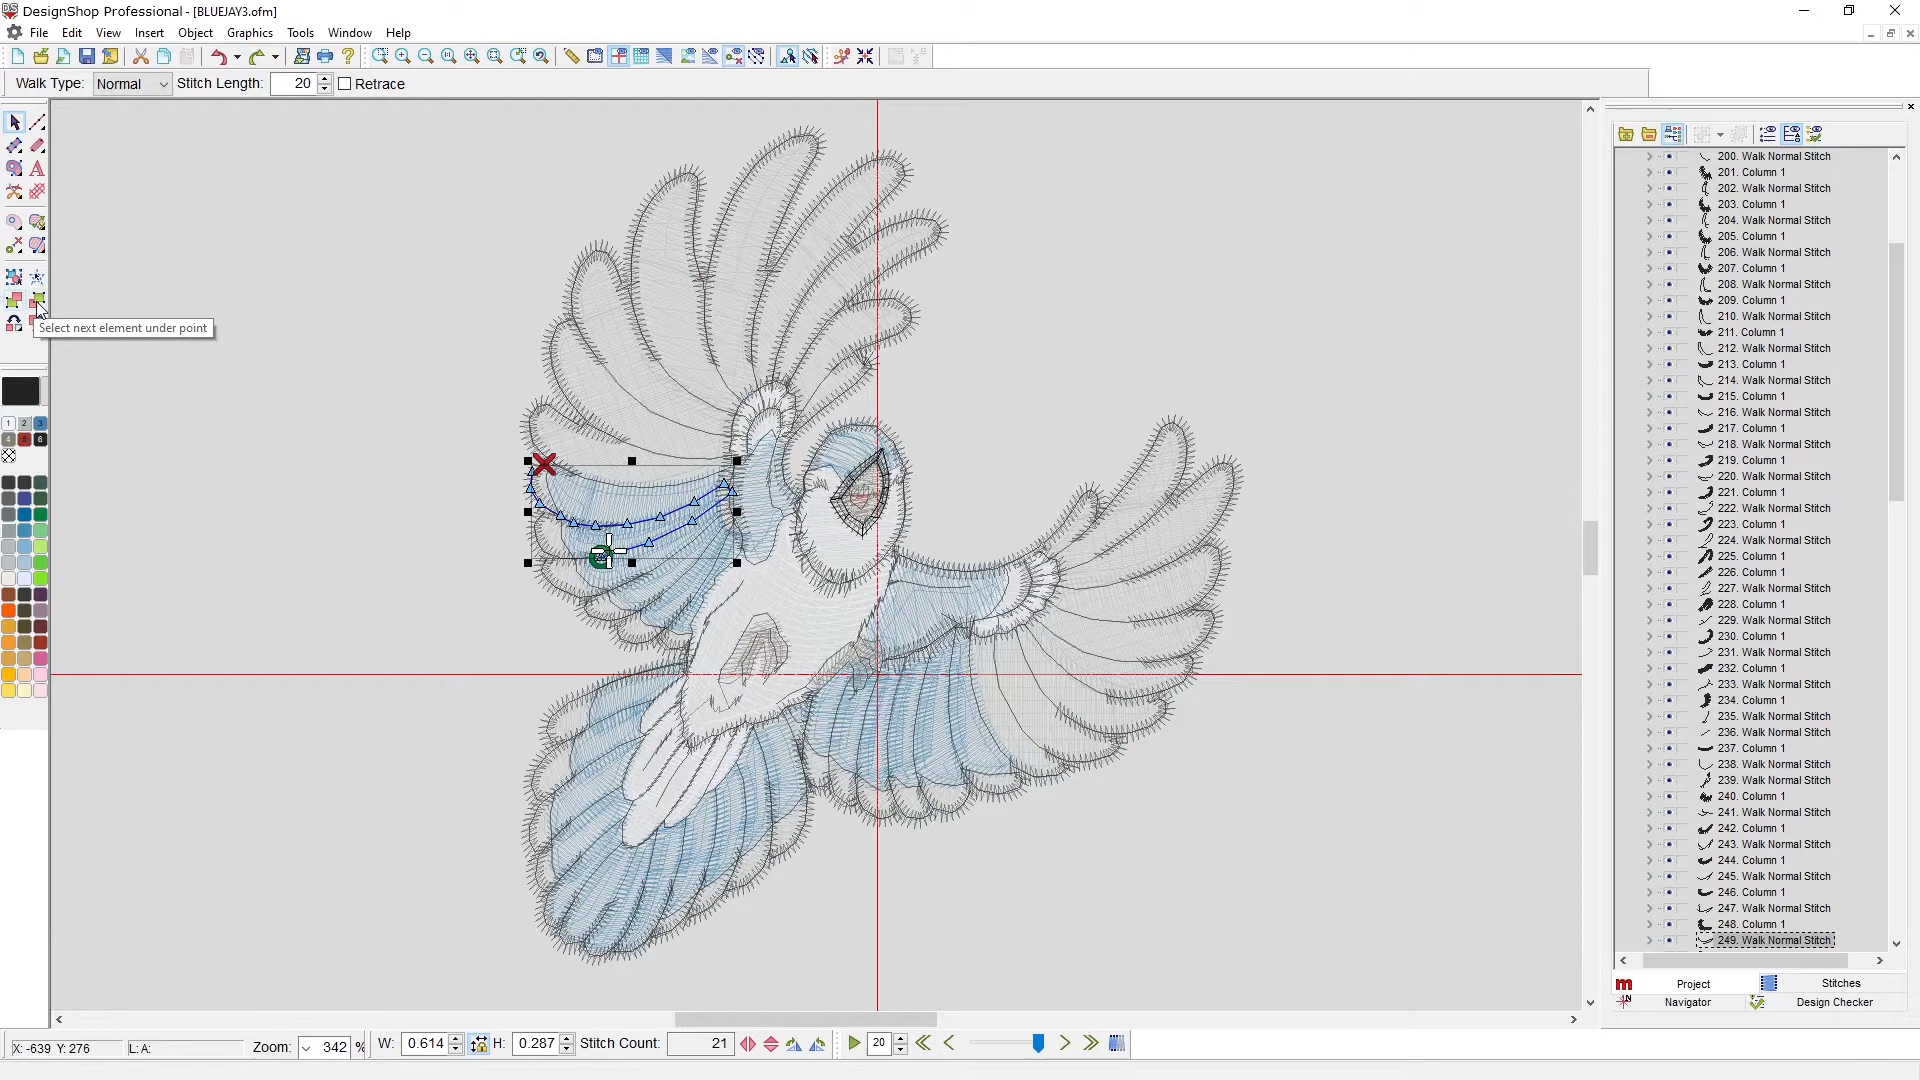 DesignShop Professional - [BLUEJAY3.ofm]
File Edit View Insert Object Graphics Tools Window Help
Walk Type: Normal Stitch Length: 20 Retrace
Select next element under point
1 2 3
4 5 6
200. Walk Normal Stitch
201. Column 1
202. Walk Normal Stitch
203. Column 1
204. Walk Normal Stitch
205. Column 1
206. Walk Normal Stitch
207. Column 1
208. Walk Normal Stitch
209. Column 1
210. Walk Normal Stitch
211. Column 1
212. Walk Normal Stitch
213. Column 1
214. Walk Normal Stitch
215. Column 1
216. Walk Normal Stitch
217. Column 1
218. Walk Normal Stitch
219. Column 1
220. Walk Normal Stitch
221. Column 1
222. Walk Normal Stitch
223. Column 1
224. Walk Normal Stitch
225. Column 1
226. Column 1
227. Walk Normal Stitch
228. Column 1
229. Walk Normal Stitch
230. Column 1
231. Walk Normal Stitch
232. Column 1
233. Walk Normal Stitch
234. Column 1
235. Walk Normal Stitch
236. Walk Normal Stitch
237. Column 1
238. Walk Normal Stitch
239. Walk Normal Stitch
240. Column 1
241. Walk Normal Stitch
242. Column 1
243. Walk Normal Stitch
244. Column 1
245. Walk Normal Stitch
246. Column 1
247. Walk Normal Stitch
248. Column 1
249. Walk Normal Stitch
Project Stitches
Navigator Design Checker
X: -639 Y: 276 L: A: Zoom: 342 % W: 0.614 H: 0.287 Stitch Count: 21 20